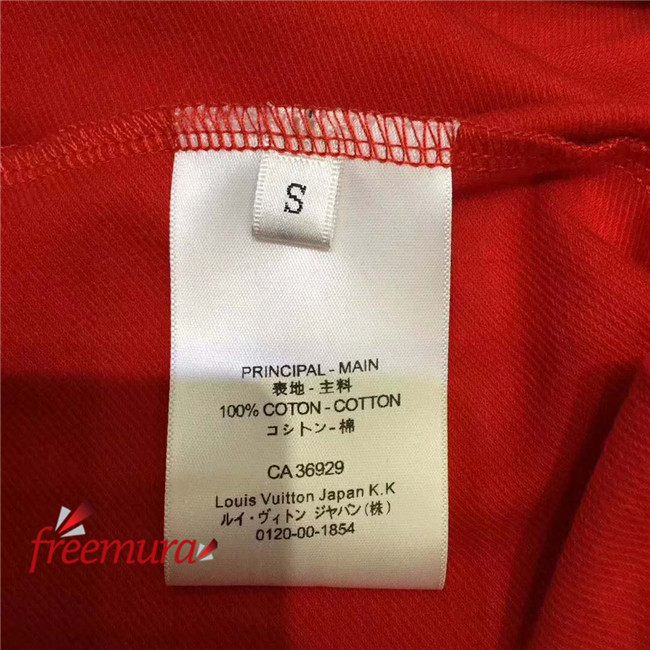 S
PRINCIPAL - MAIN
表地 - 主料
100% COTON - COTTON
コシトン - 棉
CA 36929
Louis Vuitton Japan K.K
ルイ・ヴィトン ジャパン(株)
0120-00-1854
freemura